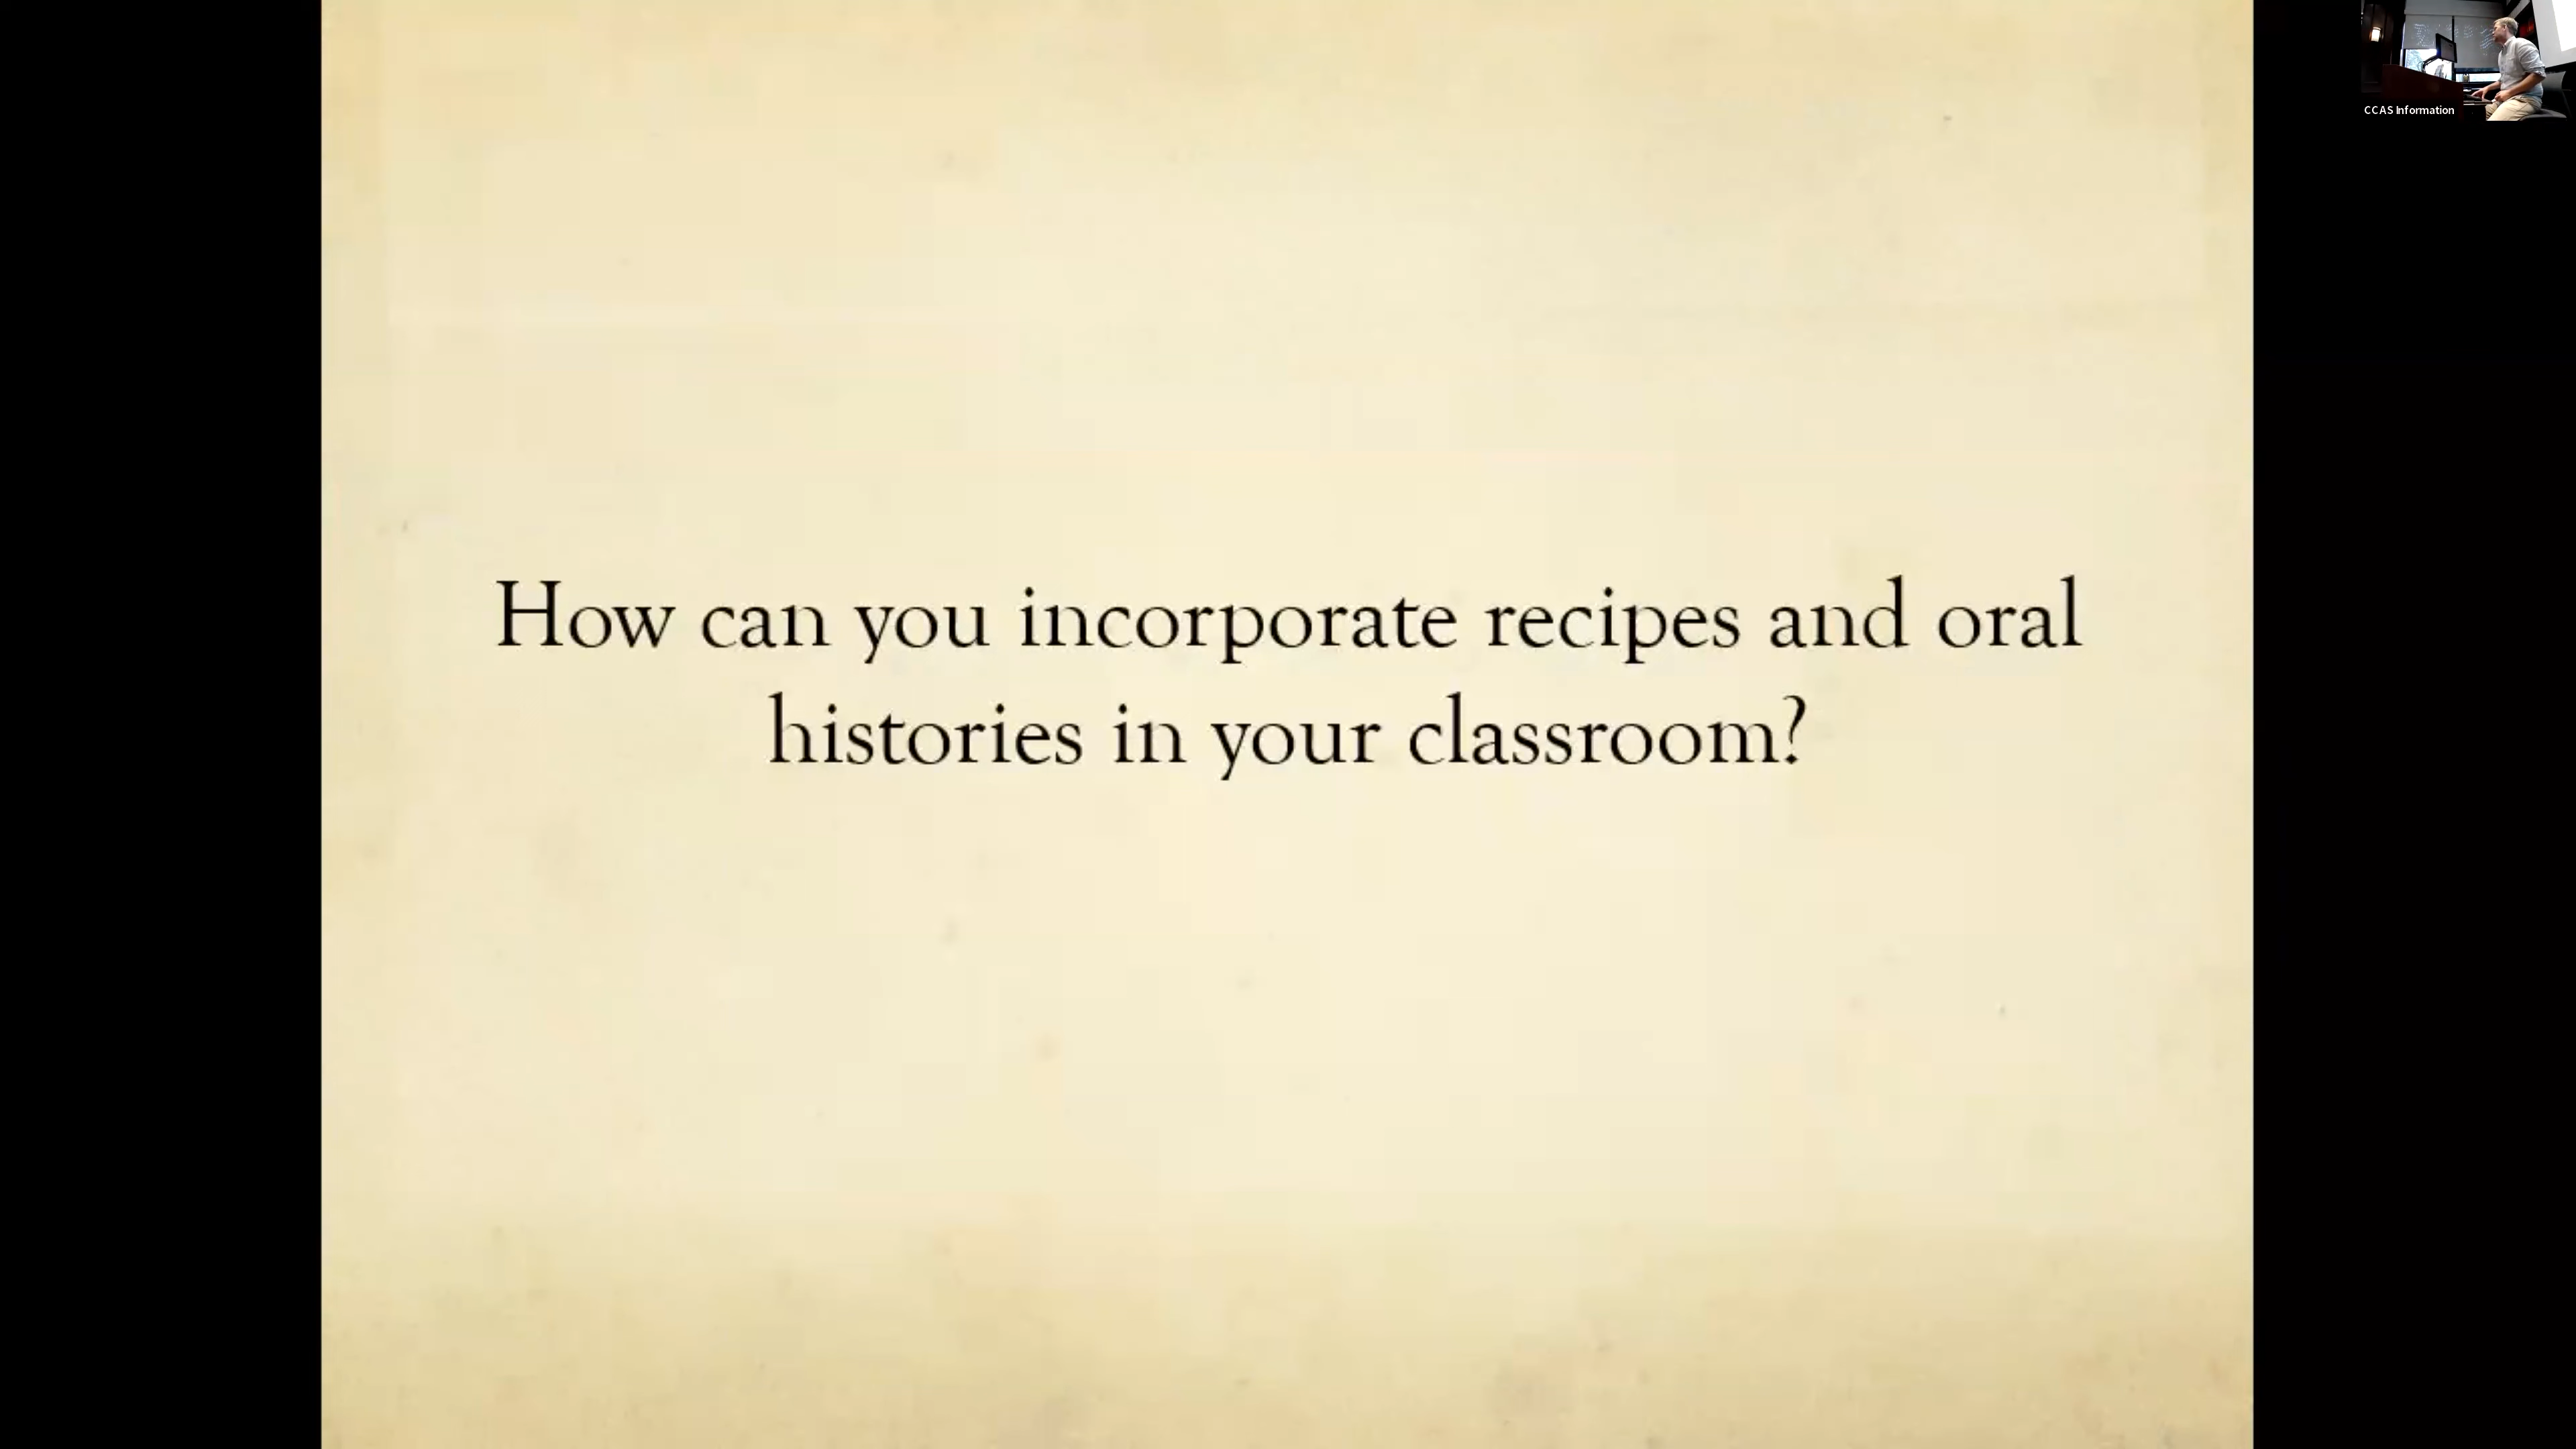 CCAS Information
How can you incorporate recipes and oral
histories in your classroom?